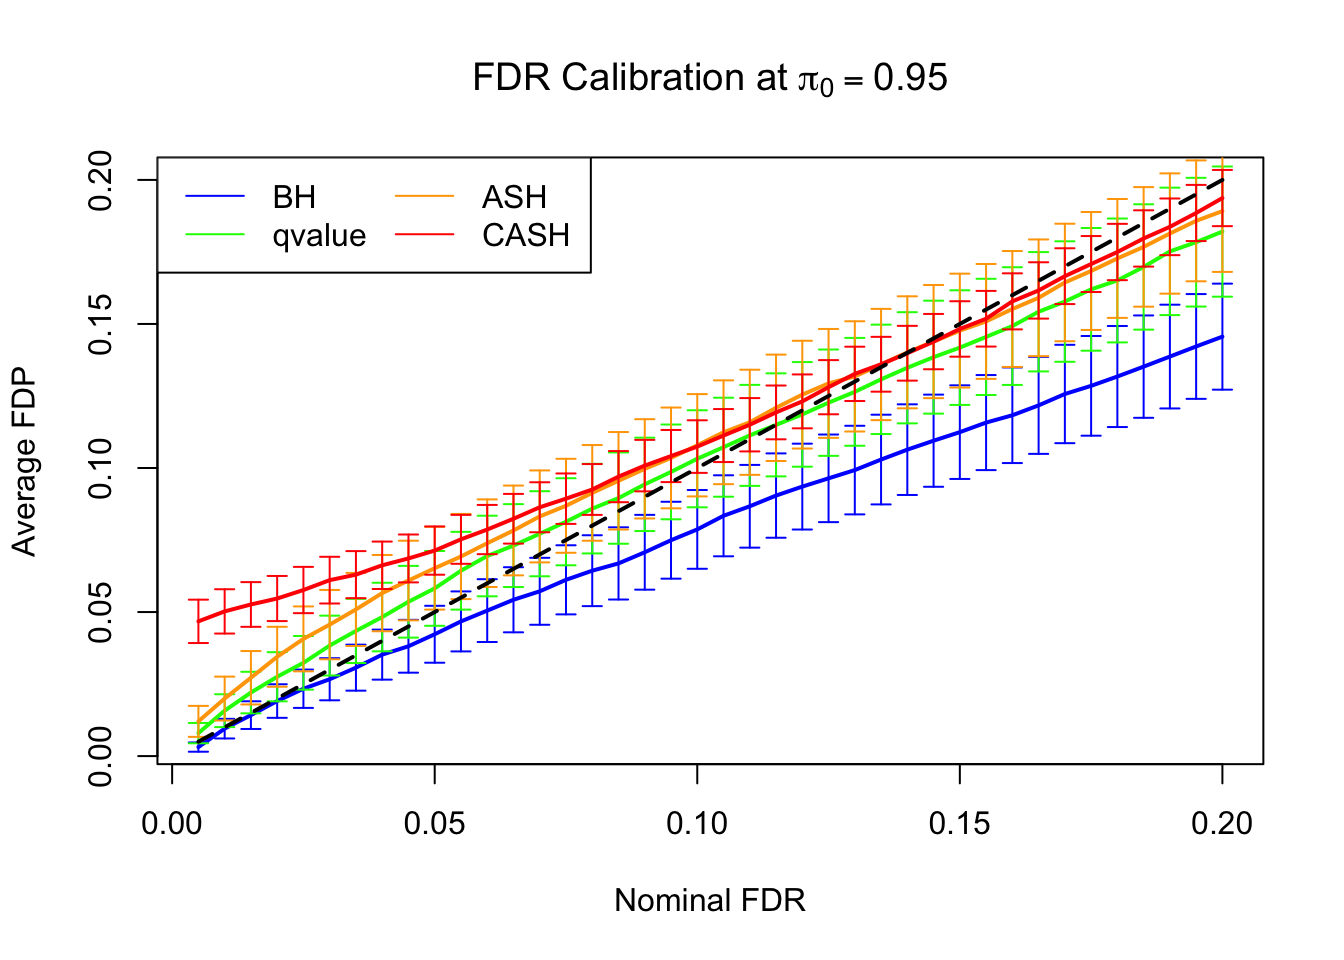 FDR Calibration at π0 = 0.95
BH ASH
qvalue CASH
Average FDP
0.20
0.15
0.10
0.05
0.00
0.00 0.05 0.10 0.15 0.20
Nominal FDR